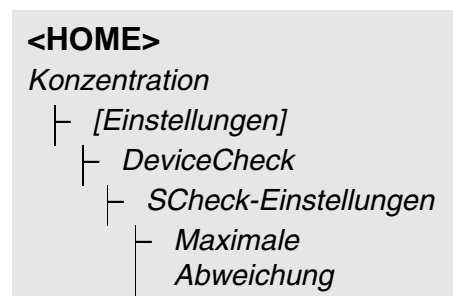 <HOME>
Konzentration
[Einstellungen]
DeviceCheck
SCheck-Einstellungen
Maximale
Abweichung